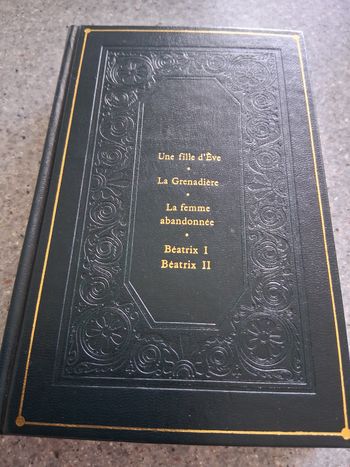 Une fille d'Ève
La Grenadière
La femme
abandonnée
Béatrix I
Béatrix II